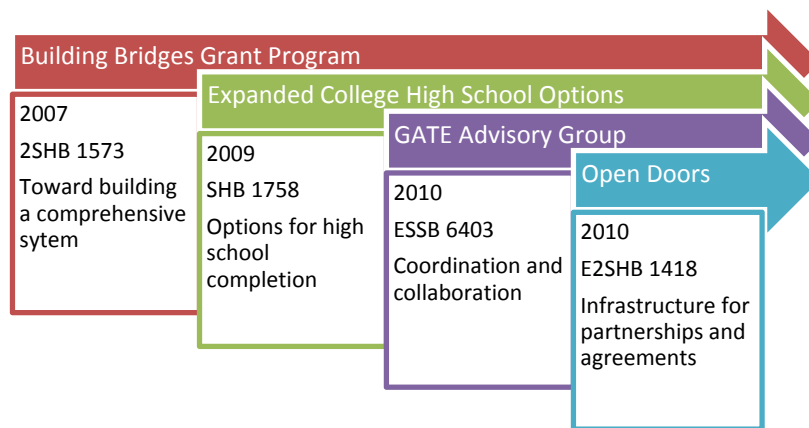 Building Bridges Grant Program
2007
2SHB 1573
Toward building
a comprehensive
sytem
Expanded College High School Options
2009
SHB 1758
Options for high
school
completion
GATE Advisory Group
2010
ESSB 6403
Coordination and
collaboration
Open Doors
2010
E2SHB 1418
Infrastructure for
partnerships and
agreements